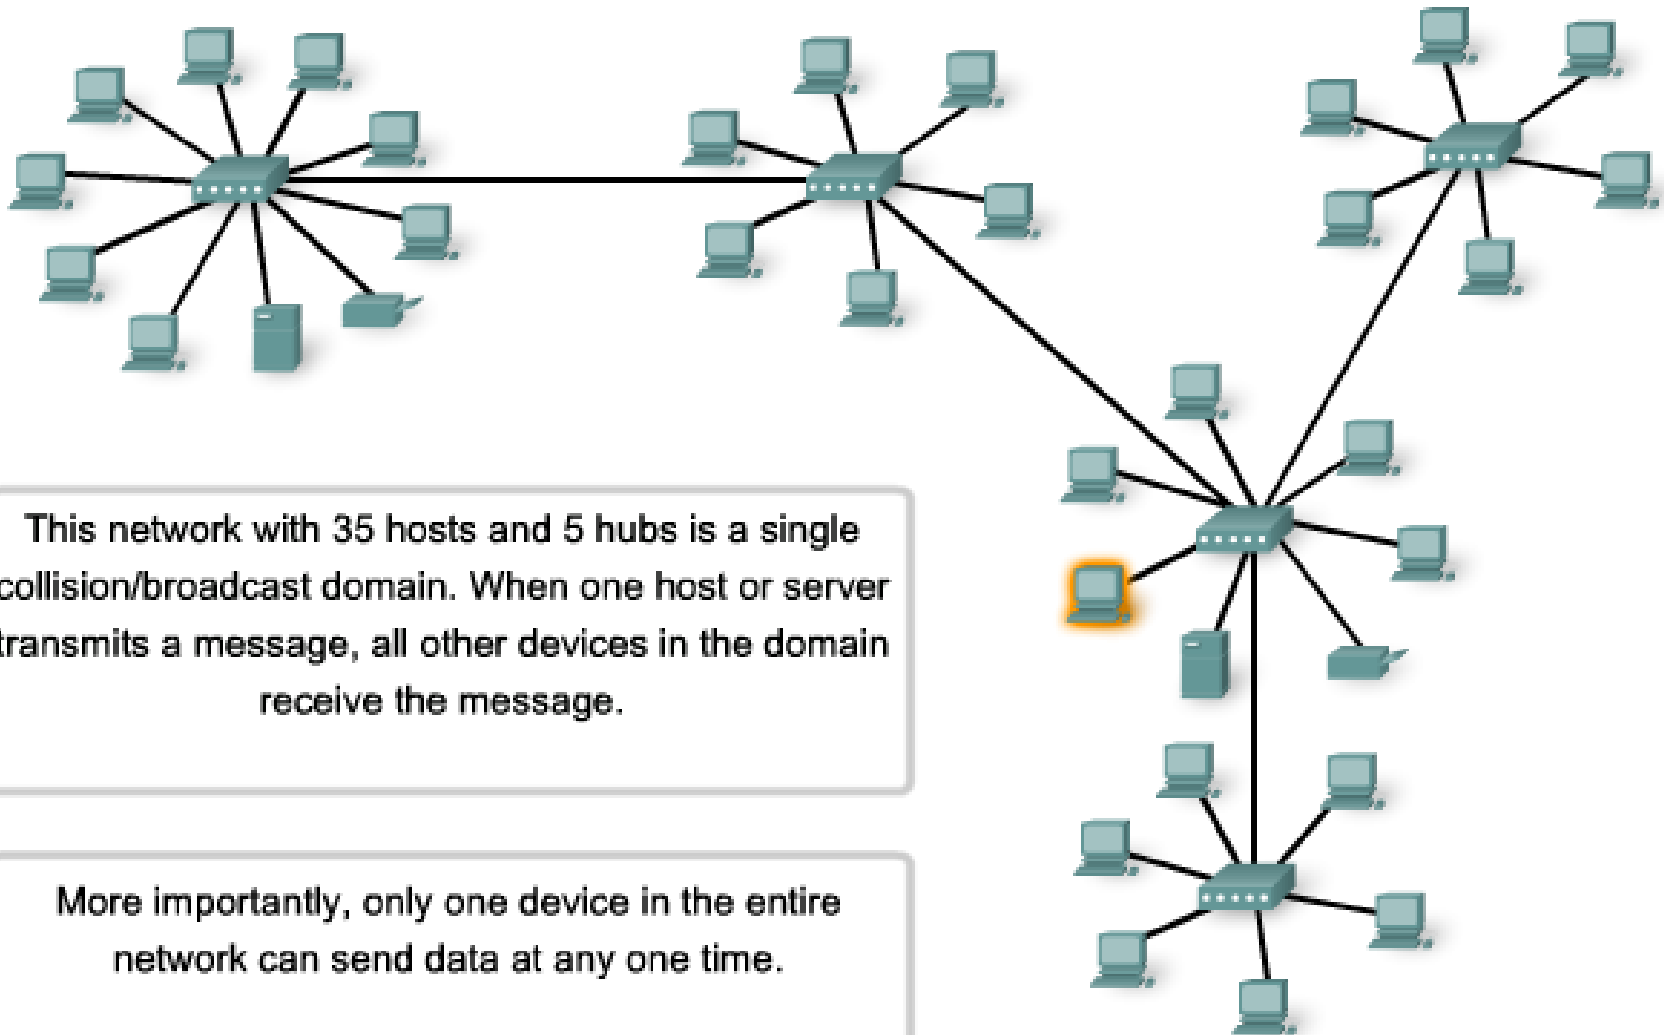 This network with 35 hosts and 5 hubs is a single
collision/broadcast domain. When one host or server
transmits a message, all other devices in the domain
receive the message.
More importantly, only one device in the entire
network can send data at any one time.